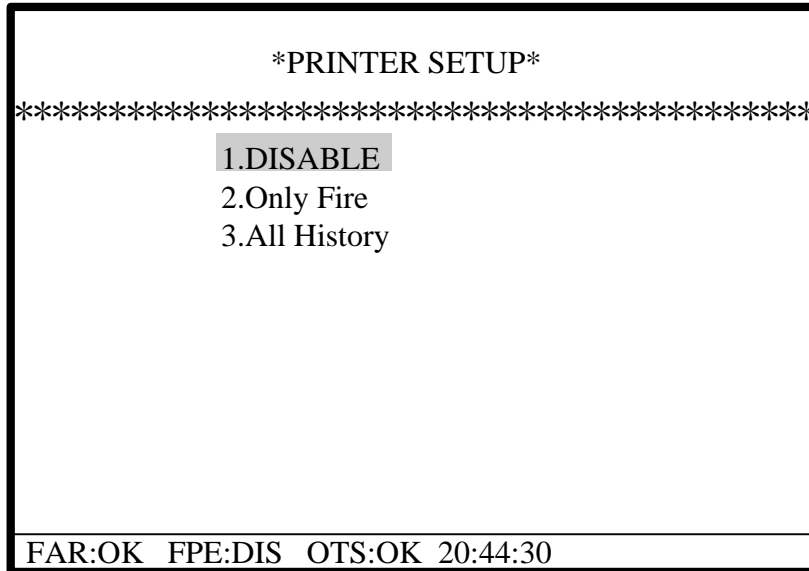 *PRINTER SETUP*
*******************************************
1.DISABLE
2.Only Fire
3.All History
FAR:OK FPE:DIS OTS:OK 20:44:30